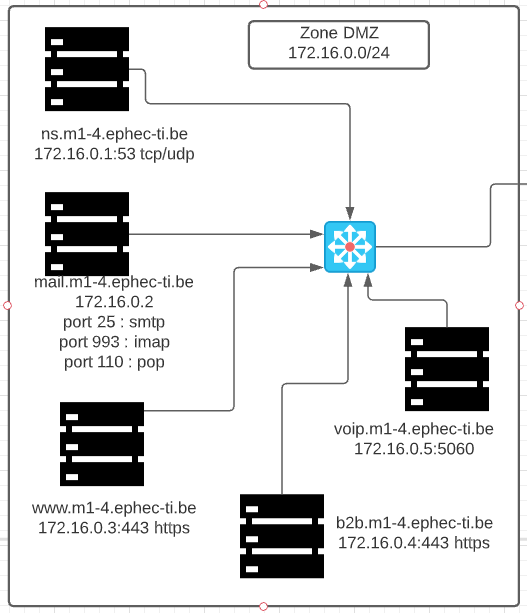 Zone DMZ
172.16.0.0/24
ns.m1-4.ephec-ti.be
172.16.0.1:53 tcp/udp
mail.m1-4.ephec-ti.be
172.16.0.2
port 25 : smtp
port 993 : imap
port 110 : pop
voip.m1-4.ephec-ti.be
172.16.0.5:5060
www.m1-4.ephec-ti.be
172.16.0.3:443 https
b2b.m1-4.ephec-ti.be
172.16.0.4:443 https